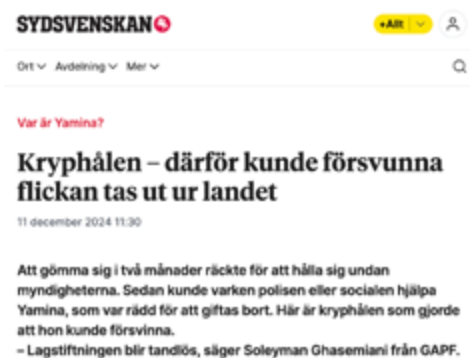 SYDSVENSKAN
+Allt
Ort Avdelning Mer
Var är Yamina?
Kryphålen – därför kunde försvunna
flickan tas ut ur landet
11 december 2024 11:30
Att gömma sig i två månader räckte för att hålla sig undan
myndigheterna. Sedan kunde varken polisen eller socialen hjälpa
Yamina, som var rädd för att giftas bort. Här är kryphålen som gjorde
att hon kunde försvinna.
– Lagstiftningen blir tandlös, säger Soleyman Ghasemiani från GAPF.